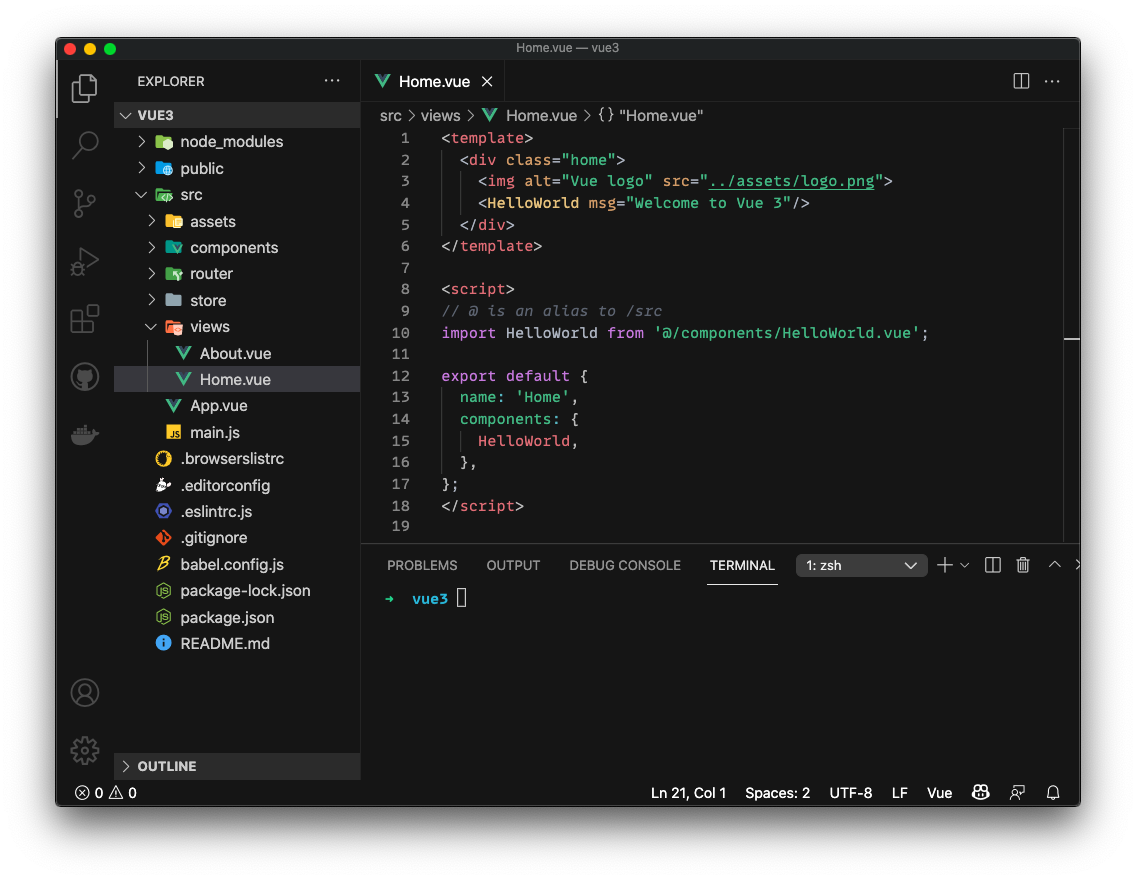 Home.vue — vue3
EXPLORER
VUE3
node_modules
public
src
assets
components
router
store
views
About.vue
Home.vue
App.vue
main.js
.browserslistrc
.editorconfig
.eslintrc.js
.gitignore
babel.config.js
package-lock.json
package.json
README.md
OUTLINE
Home.vue
src > views > Home.vue > {} "Home.vue"
1 <template>
2 <div class="home">
3 <img alt="Vue logo" src="../assets/logo.png">
4 <HelloWorld msg="Welcome to Vue 3"/>
5 </div>
6 </template>
7
8 <script>
9 // @ is an alias to /src
10 import HelloWorld from '@/components/HelloWorld.vue';
11
12 export default {
13 name: 'Home',
14 components: {
15 HelloWorld,
16 },
17 };
18 </script>
19
PROBLEMS OUTPUT DEBUG CONSOLE TERMINAL 1: zsh
→ vue3
0 0 Ln 21, Col 1 Spaces: 2 UTF-8 LF Vue